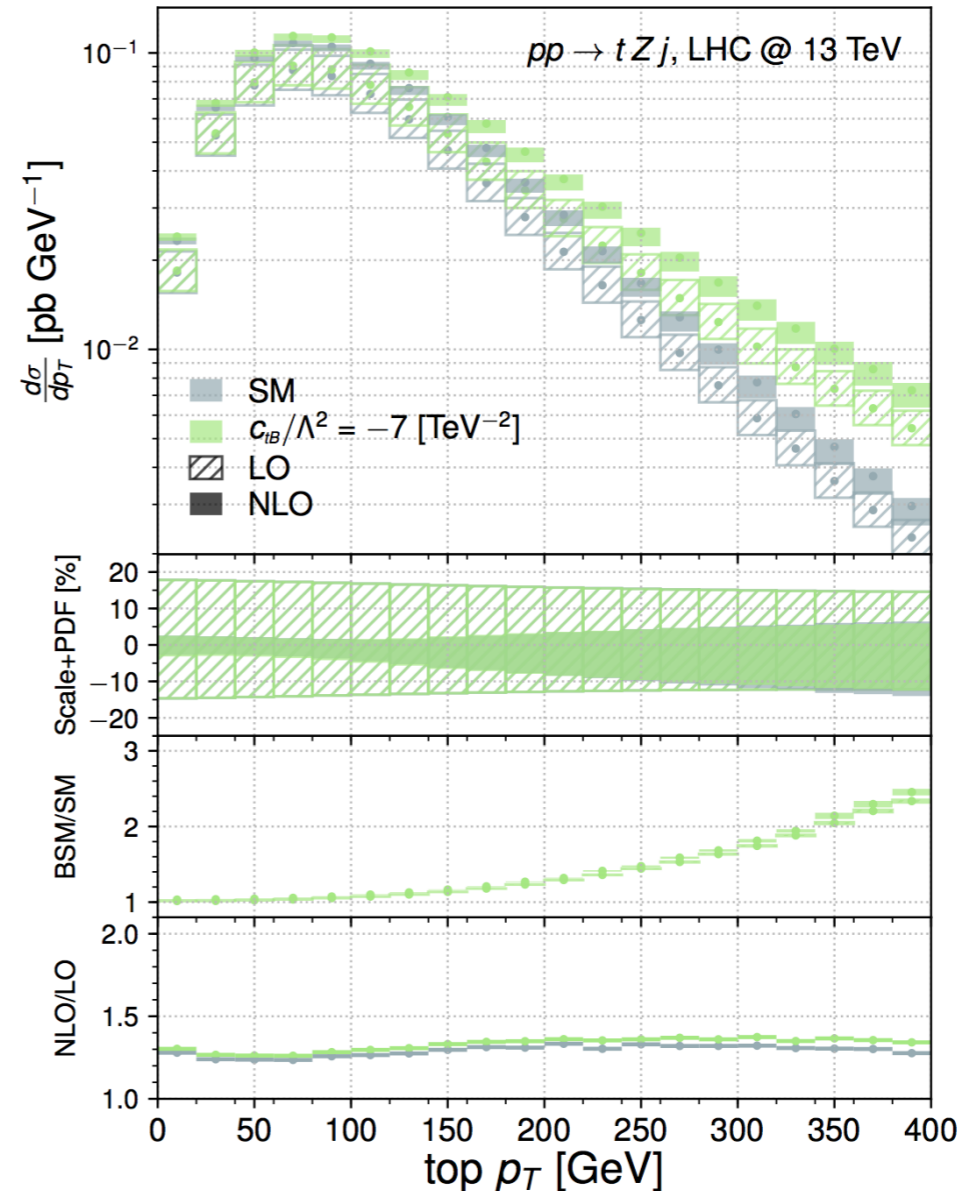 pp → t Z j, LHC @ 13 TeV
dσ/dp_T [pb GeV⁻¹]
10⁻¹
10⁻²
SM
c_tB/Λ² = −7 [TeV⁻²]
LO
NLO
Scale+PDF [%]
20
10
0
−10
−20
BSM/SM
3
2
1
NLO/LO
2.0
1.5
1.0
0 50 100 150 200 250 300 350 400
top p_T [GeV]